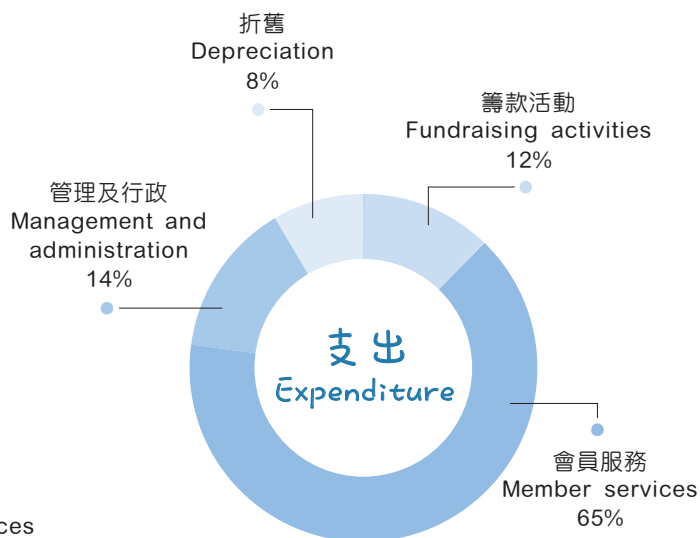 折舊
Depreciation
8%
籌款活動
Fundraising activities
12%
管理及行政
Management and
administration
14%
支出
Expenditure
會員服務
Member services
65%
ces